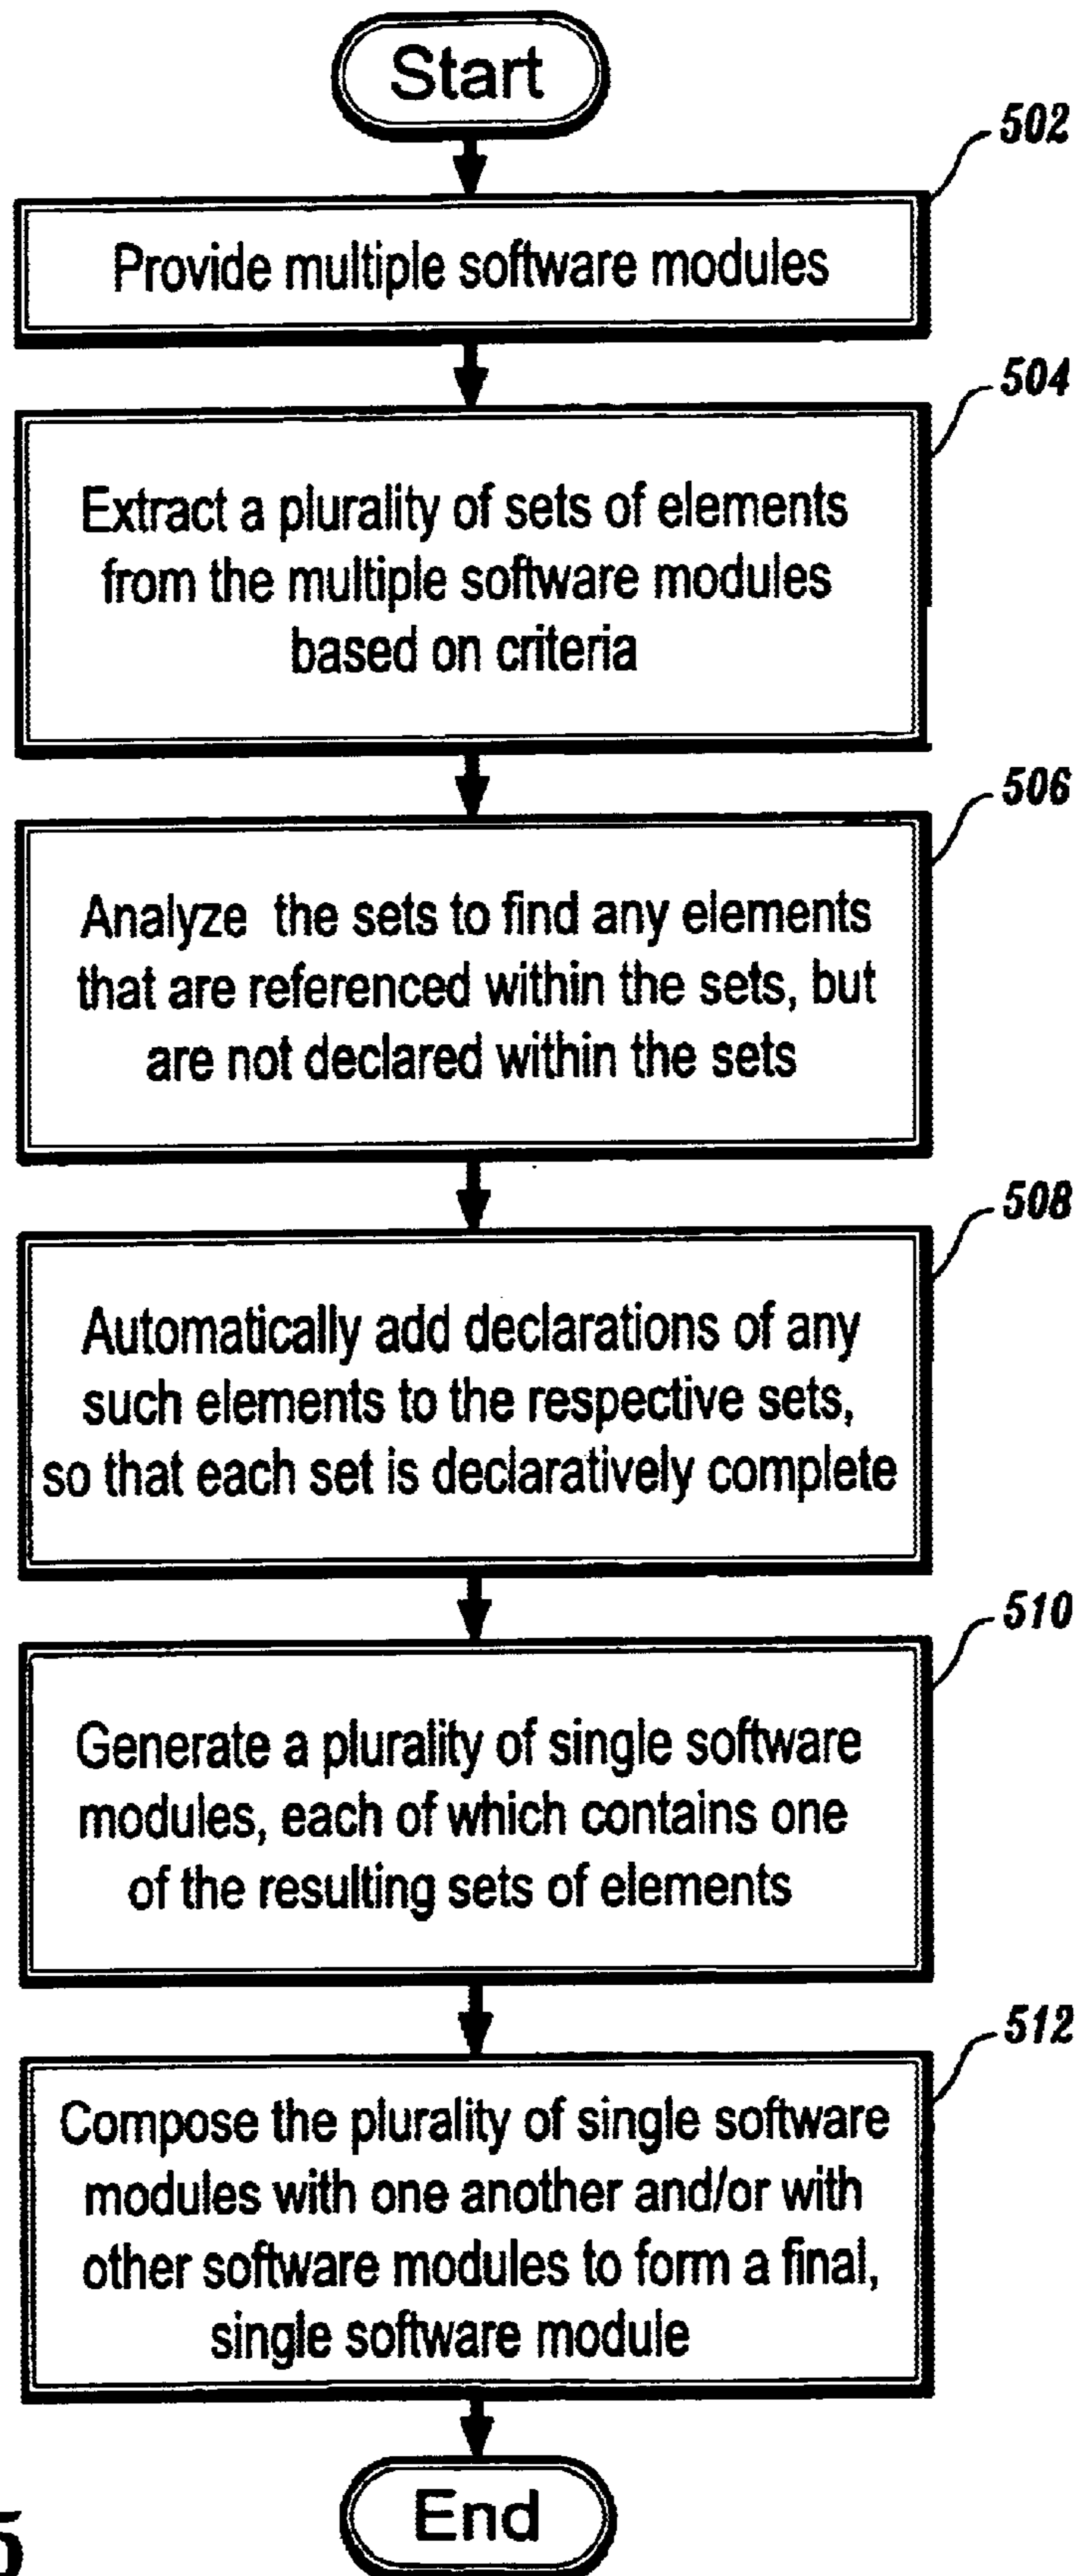 Start
502
Provide multiple software modules
504
Extract a plurality of sets of elements
from the multiple software modules
based on criteria
506
Analyze the sets to find any elements
that are referenced within the sets, but
are not declared within the sets
508
Automatically add declarations of any
such elements to the respective sets,
so that each set is declaratively complete
510
Generate a plurality of single software
modules, each of which contains one
of the resulting sets of elements
512
Compose the plurality of single software
modules with one another and/or with
other software modules to form a final,
single software module
End